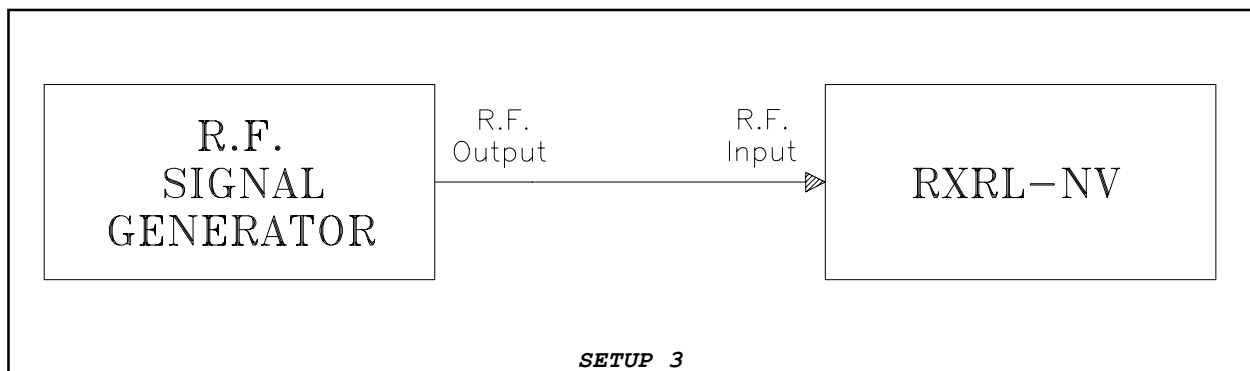 R.F.
SIGNAL
GENERATOR
R.F.
Output
R.F.
Input
RXRL-NV
SETUP 3